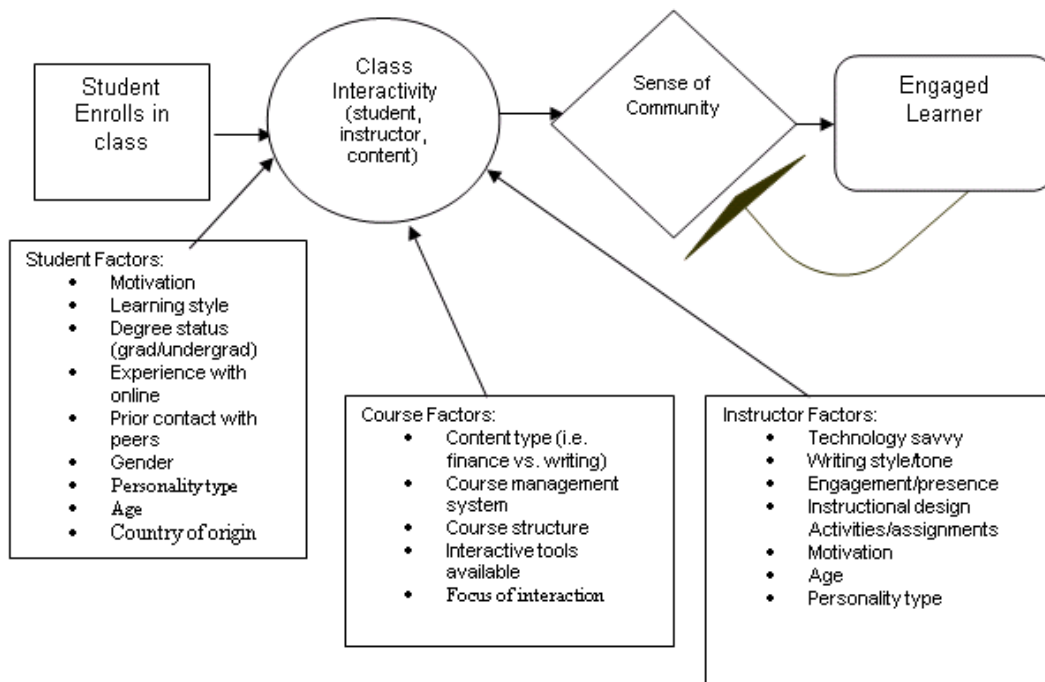 Student
Enrolls in
class
Class
Interactivity
(student,
instructor,
content)
Sense of
Community
Engaged
Learner
Student Factors:
• Motivation
• Learning style
• Degree status
(grad/undergrad)
• Experience with
online
• Prior contact with
peers
• Gender
• Personality type
• Age
• Country of origin
Course Factors:
• Content type (i.e.
finance vs. writing)
• Course management
system
• Course structure
• Interactive tools
available
• Focus of interaction
Instructor Factors:
• Technology savvy
• Writing style/tone
• Engagement/presence
• Instructional design
Activities/assignments
• Motivation
• Age
• Personality type